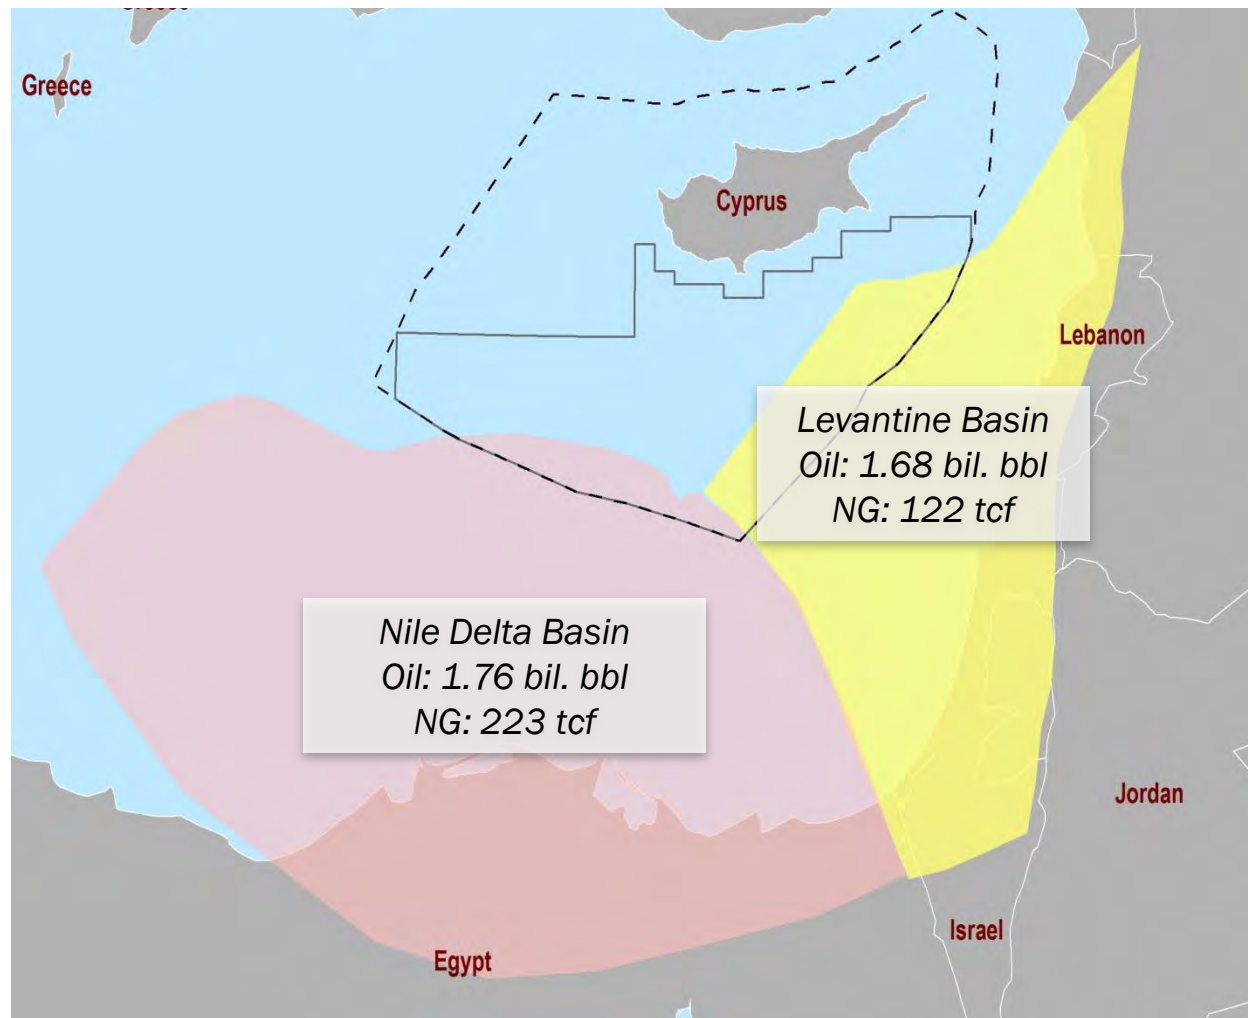 Greece
Cyprus
Lebanon
Levantine Basin
Oil: 1.68 bil. bbl
NG: 122 tcf
Nile Delta Basin
Oil: 1.76 bil. bbl
NG: 223 tcf
Jordan
Israel
Egypt